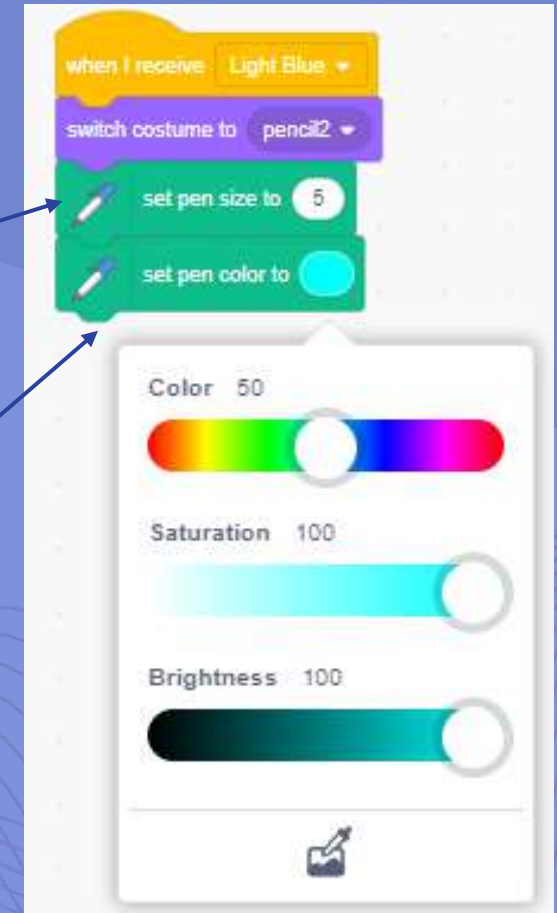 when I receive Light Blue
switch costume to pencil2
set pen size to 5
set pen color to
Color 50
Saturation 100
Brightness 100